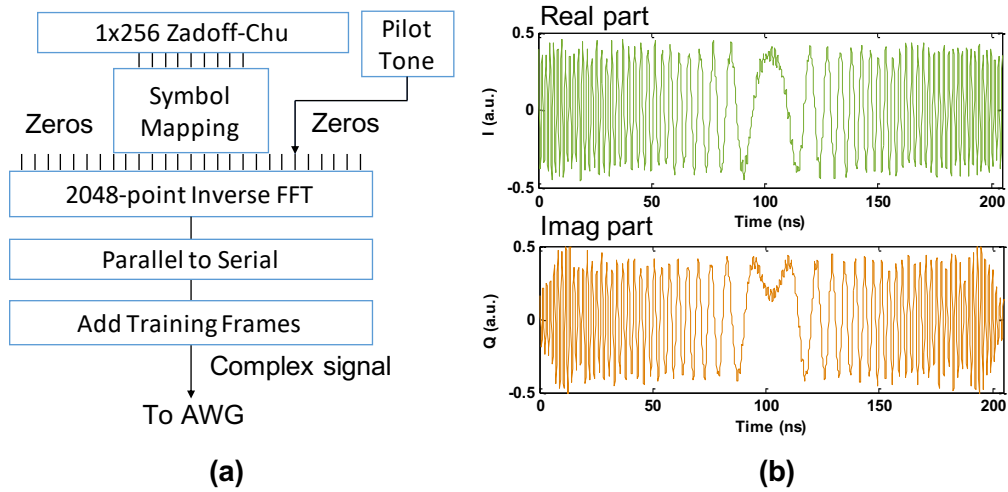 1x256 Zadoff-Chu
Pilot
Tone
Symbol
Mapping
Zeros
Zeros
2048-point Inverse FFT
Parallel to Serial
Add Training Frames
Complex signal
To AWG
(a)
Real part
0.5
0
-0.5
I (a.u.)
0 50 100 150 200
Time (ns)
Imag part
0.5
0
-0.5
Q (a.u.)
0 50 100 150 200
Time (ns)
(b)